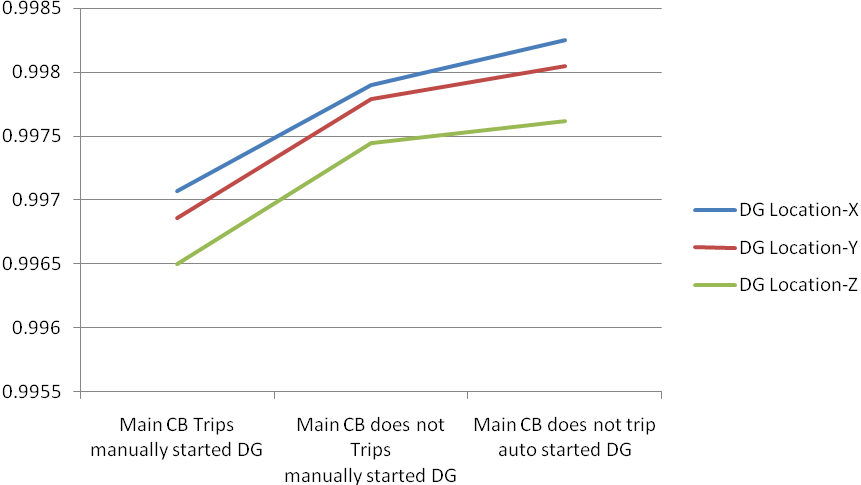 0.9985
0.998
0.9975
0.997
0.9965
0.996
0.9955
Main CB Trips
manually started DG
Main CB does not
Trips
manually started DG
Main CB does not trip
auto started DG
DG Location-X
DG Location-Y
DG Location-Z